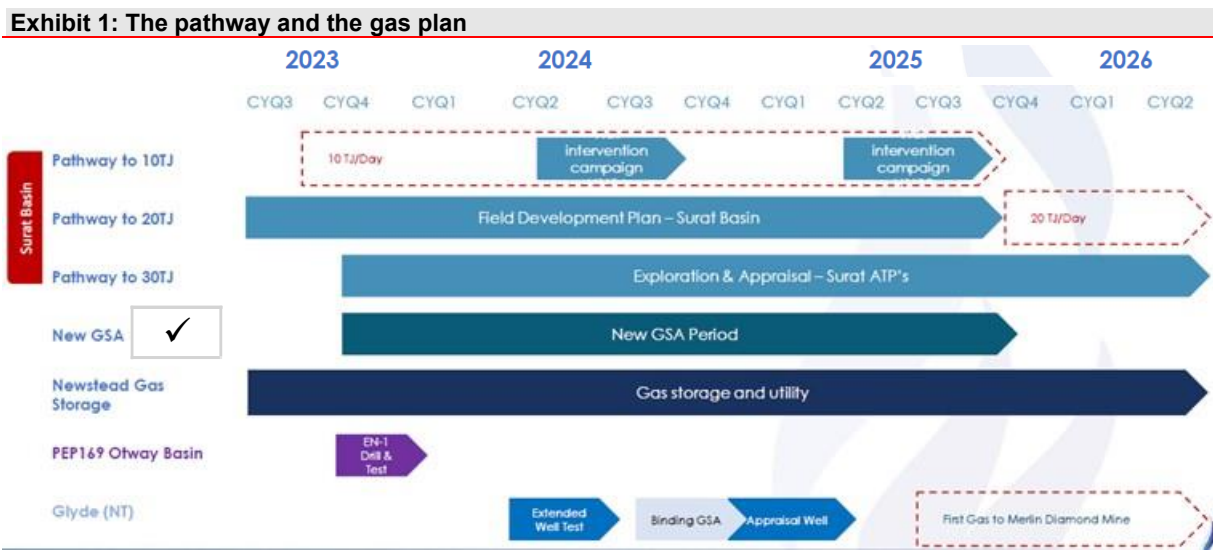 Exhibit 1: The pathway and the gas plan
2023 2024 2025 2026
CYQ3 CYQ4 CYQ1 CYQ2 CYQ3 CYQ4 CYQ1 CYQ2 CYQ3 CYQ4 CYQ1 CYQ2
Surat Basin
Pathway to 10TJ
10 TJ/Day
intervention
campaign
intervention
campaign
Pathway to 20TJ
Field Development Plan – Surat Basin
20 TJ/Day
Pathway to 30TJ
Exploration & Appraisal – Surat ATP's
New GSA ✓
New GSA Period
Newstead Gas
Storage
Gas storage and utility
PEP169 Otway Basin
EN-1
Drill &
Test
Glyde (NT)
Extended
Well Test
Binding GSA
Appraisal Well
First Gas to Merlin Diamond Mine